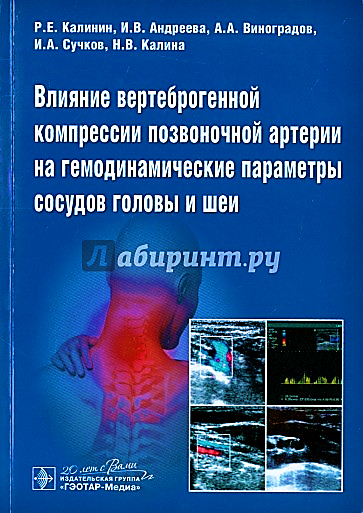 Р.Е. Калинин, И.В. Андреева, А.А. Виноградов,
И.А. Сучков, Н.В. Калина
Влияние вертеброгенной
компрессии позвоночной артерии
на гемодинамические параметры
сосудов головы и шеи
Лабиринт.ру
20 лет с Вами
ИЗДАТЕЛЬСКАЯ ГРУППА
«ГЭОТАР-Медиа»